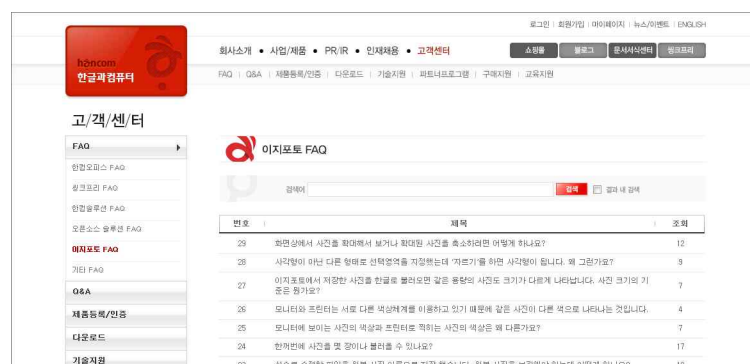 로그인 | 회원가입 | 마이페이지 | 뉴스/이벤트 | ENGLISH
hancom
한글과컴퓨터
회사소개 • 사업/제품 • PR/IR • 인재채용 • 고객센터
쇼핑몰 블로그 문서서식센터 씽크프리
FAQ | Q&A | 제품등록/인증 | 다운로드 | 기술지원 | 파트너프로그램 | 구매지원 | 교육지원
고/객/센/터
FAQ
한컴오피스 FAQ
씽크프리 FAQ
한컴솔루션 FAQ
오픈소스 솔루션 FAQ
이지포토 FAQ
기타 FAQ
Q&A
제품등록/인증
다운로드
기술지원
이지포토 FAQ
검색어 검색 결과 내 검색
번호 제목 조회
29 화면상에서 사진을 확대해서 보거나 확대된 사진을 축소하려면 어떻게 하나요? 12
28 사각형이 아닌 다른 형태로 선택영역을 지정했는데 '자르기'를 하면 사각형이 됩니다. 왜 그런가요? 9
27 이지포토에서 저장한 사진을 한글로 불러오면 같은 용량의 사진도 크기가 다르게 나타납니다. 사진 크기의 기
준은 뭔가요? 7
26 모니터와 프린터는 서로 다른 색상체계를 이용하고 있기 때문에 같은 사진이 다른 색으로 나타나는 것입니다. 4
25 모니터에 보이는 사진의 색상과 프린터로 찍하는 사진의 색상은 왜 다른가요? 7
24 한꺼번에 사진을 몇 장이나 불러올 수 있나요? 17